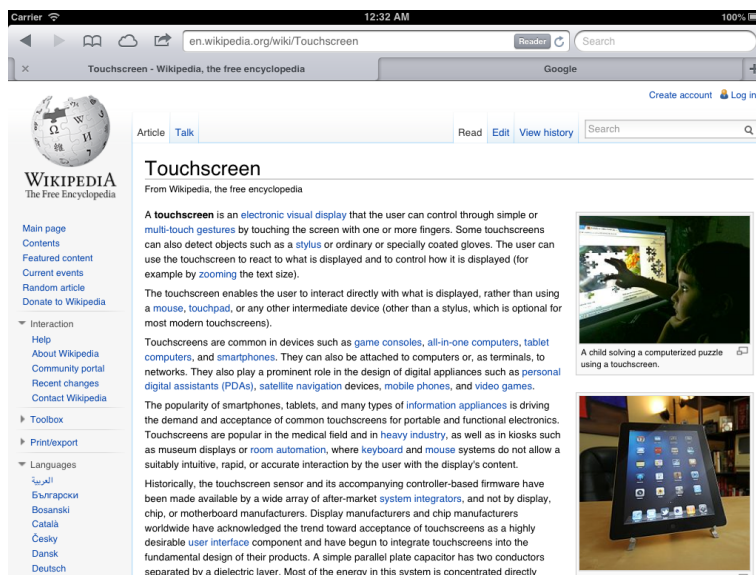 Carrier 12:32 AM 100%
en.wikipedia.org/wiki/Touchscreen Reader Search
Touchscreen - Wikipedia, the free encyclopedia Google
Create account Log in
Article Talk Read Edit View history Search
WIKIPEDIA
The Free Encyclopedia
Main page
Contents
Featured content
Current events
Random article
Donate to Wikipedia
Interaction
Help
About Wikipedia
Community portal
Recent changes
Contact Wikipedia
Toolbox
Print/export
Languages
العربية
Български
Bosanski
Català
Česky
Dansk
Deutsch
Touchscreen
From Wikipedia, the free encyclopedia
A touchscreen is an electronic visual display that the user can control through simple or
multi-touch gestures by touching the screen with one or more fingers. Some touchscreens
can also detect objects such as a stylus or ordinary or specially coated gloves. The user can
use the touchscreen to react to what is displayed and to control how it is displayed (for
example by zooming the text size).
The touchscreen enables the user to interact directly with what is displayed, rather than using
a mouse, touchpad, or any other intermediate device (other than a stylus, which is optional for
most modern touchscreens).
Touchscreens are common in devices such as game consoles, all-in-one computers, tablet
computers, and smartphones. They can also be attached to computers or, as terminals, to
networks. They also play a prominent role in the design of digital appliances such as personal
digital assistants (PDAs), satellite navigation devices, mobile phones, and video games.
The popularity of smartphones, tablets, and many types of information appliances is driving
the demand and acceptance of common touchscreens for portable and functional electronics.
Touchscreens are popular in the medical field and in heavy industry, as well as in kiosks such
as museum displays or room automation, where keyboard and mouse systems do not allow a
suitably intuitive, rapid, or accurate interaction by the user with the display's content.
Historically, the touchscreen sensor and its accompanying controller-based firmware have
been made available by a wide array of after-market system integrators, and not by display,
chip, or motherboard manufacturers. Display manufacturers and chip manufacturers
worldwide have acknowledged the trend toward acceptance of touchscreens as a highly
desirable user interface component and have begun to integrate touchscreens into the
fundamental design of their products. A simple parallel plate capacitor has two conductors
separated by a dielectric layer. Most of the energy in this system is concentrated directly
A child solving a computerized puzzle
using a touchscreen.